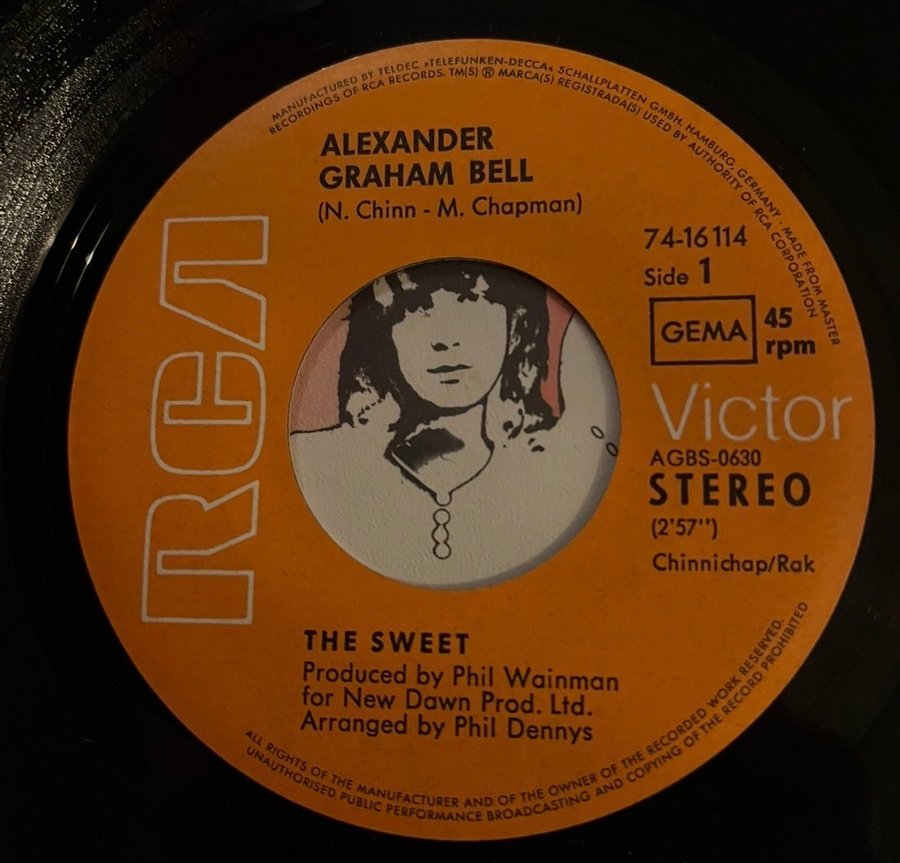 MANUFACTURED BY TELDEC »TELEFUNKEN-DECCA« SCHALLPLATTEN GMBH, HAMBURG, GERMANY · MADE FROM MASTER
RECORDINGS OF RCA RECORDS. TM(S) ® MARCA(S) REGISTRADA(S) USED BY AUTHORITY OF RCA CORPORATION
ALEXANDER
GRAHAM BELL
(N. Chinn - M. Chapman)
RCA
74-16 114
Side 1
GEMA
45
rpm
Victor
AGBS-0630
STEREO
(2'57'')
Chinnichap/Rak
THE SWEET
Produced by Phil Wainman
for New Dawn Prod. Ltd.
Arranged by Phil Dennys
ALL RIGHTS OF THE MANUFACTURER AND OF THE OWNER OF THE RECORDED WORK RESERVED.
UNAUTHORISED PUBLIC PERFORMANCE BROADCASTING AND COPYING OF THE RECORD PROHIBITED